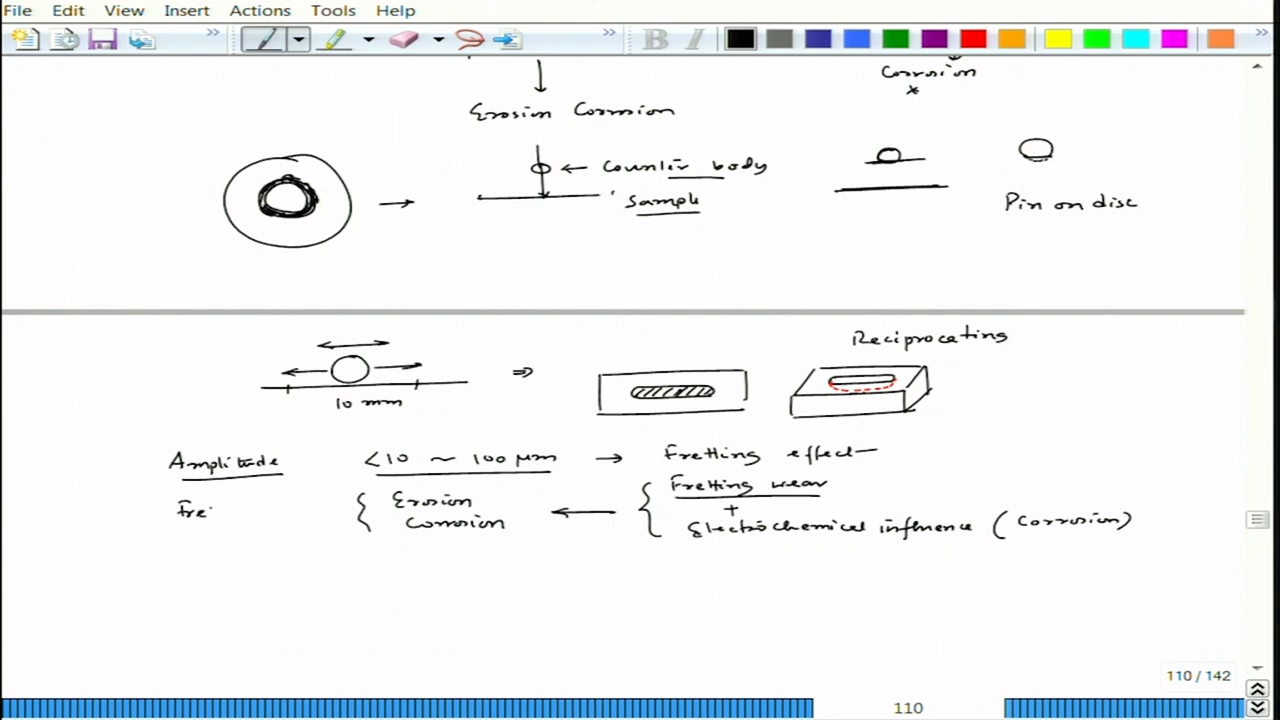 File Edit View Insert Actions Tools Help
B I
Corrosion
Erosion Corrosion
Counter body
Sample
Pin on disc
Reciprocating
10 mm
Amplitude <10 ~ 100 μm → Fretting effect
Fretting wear
Fre { Erosion ← { +
Corrosion Electrochemical influence (Corrosion)
110 / 142
110